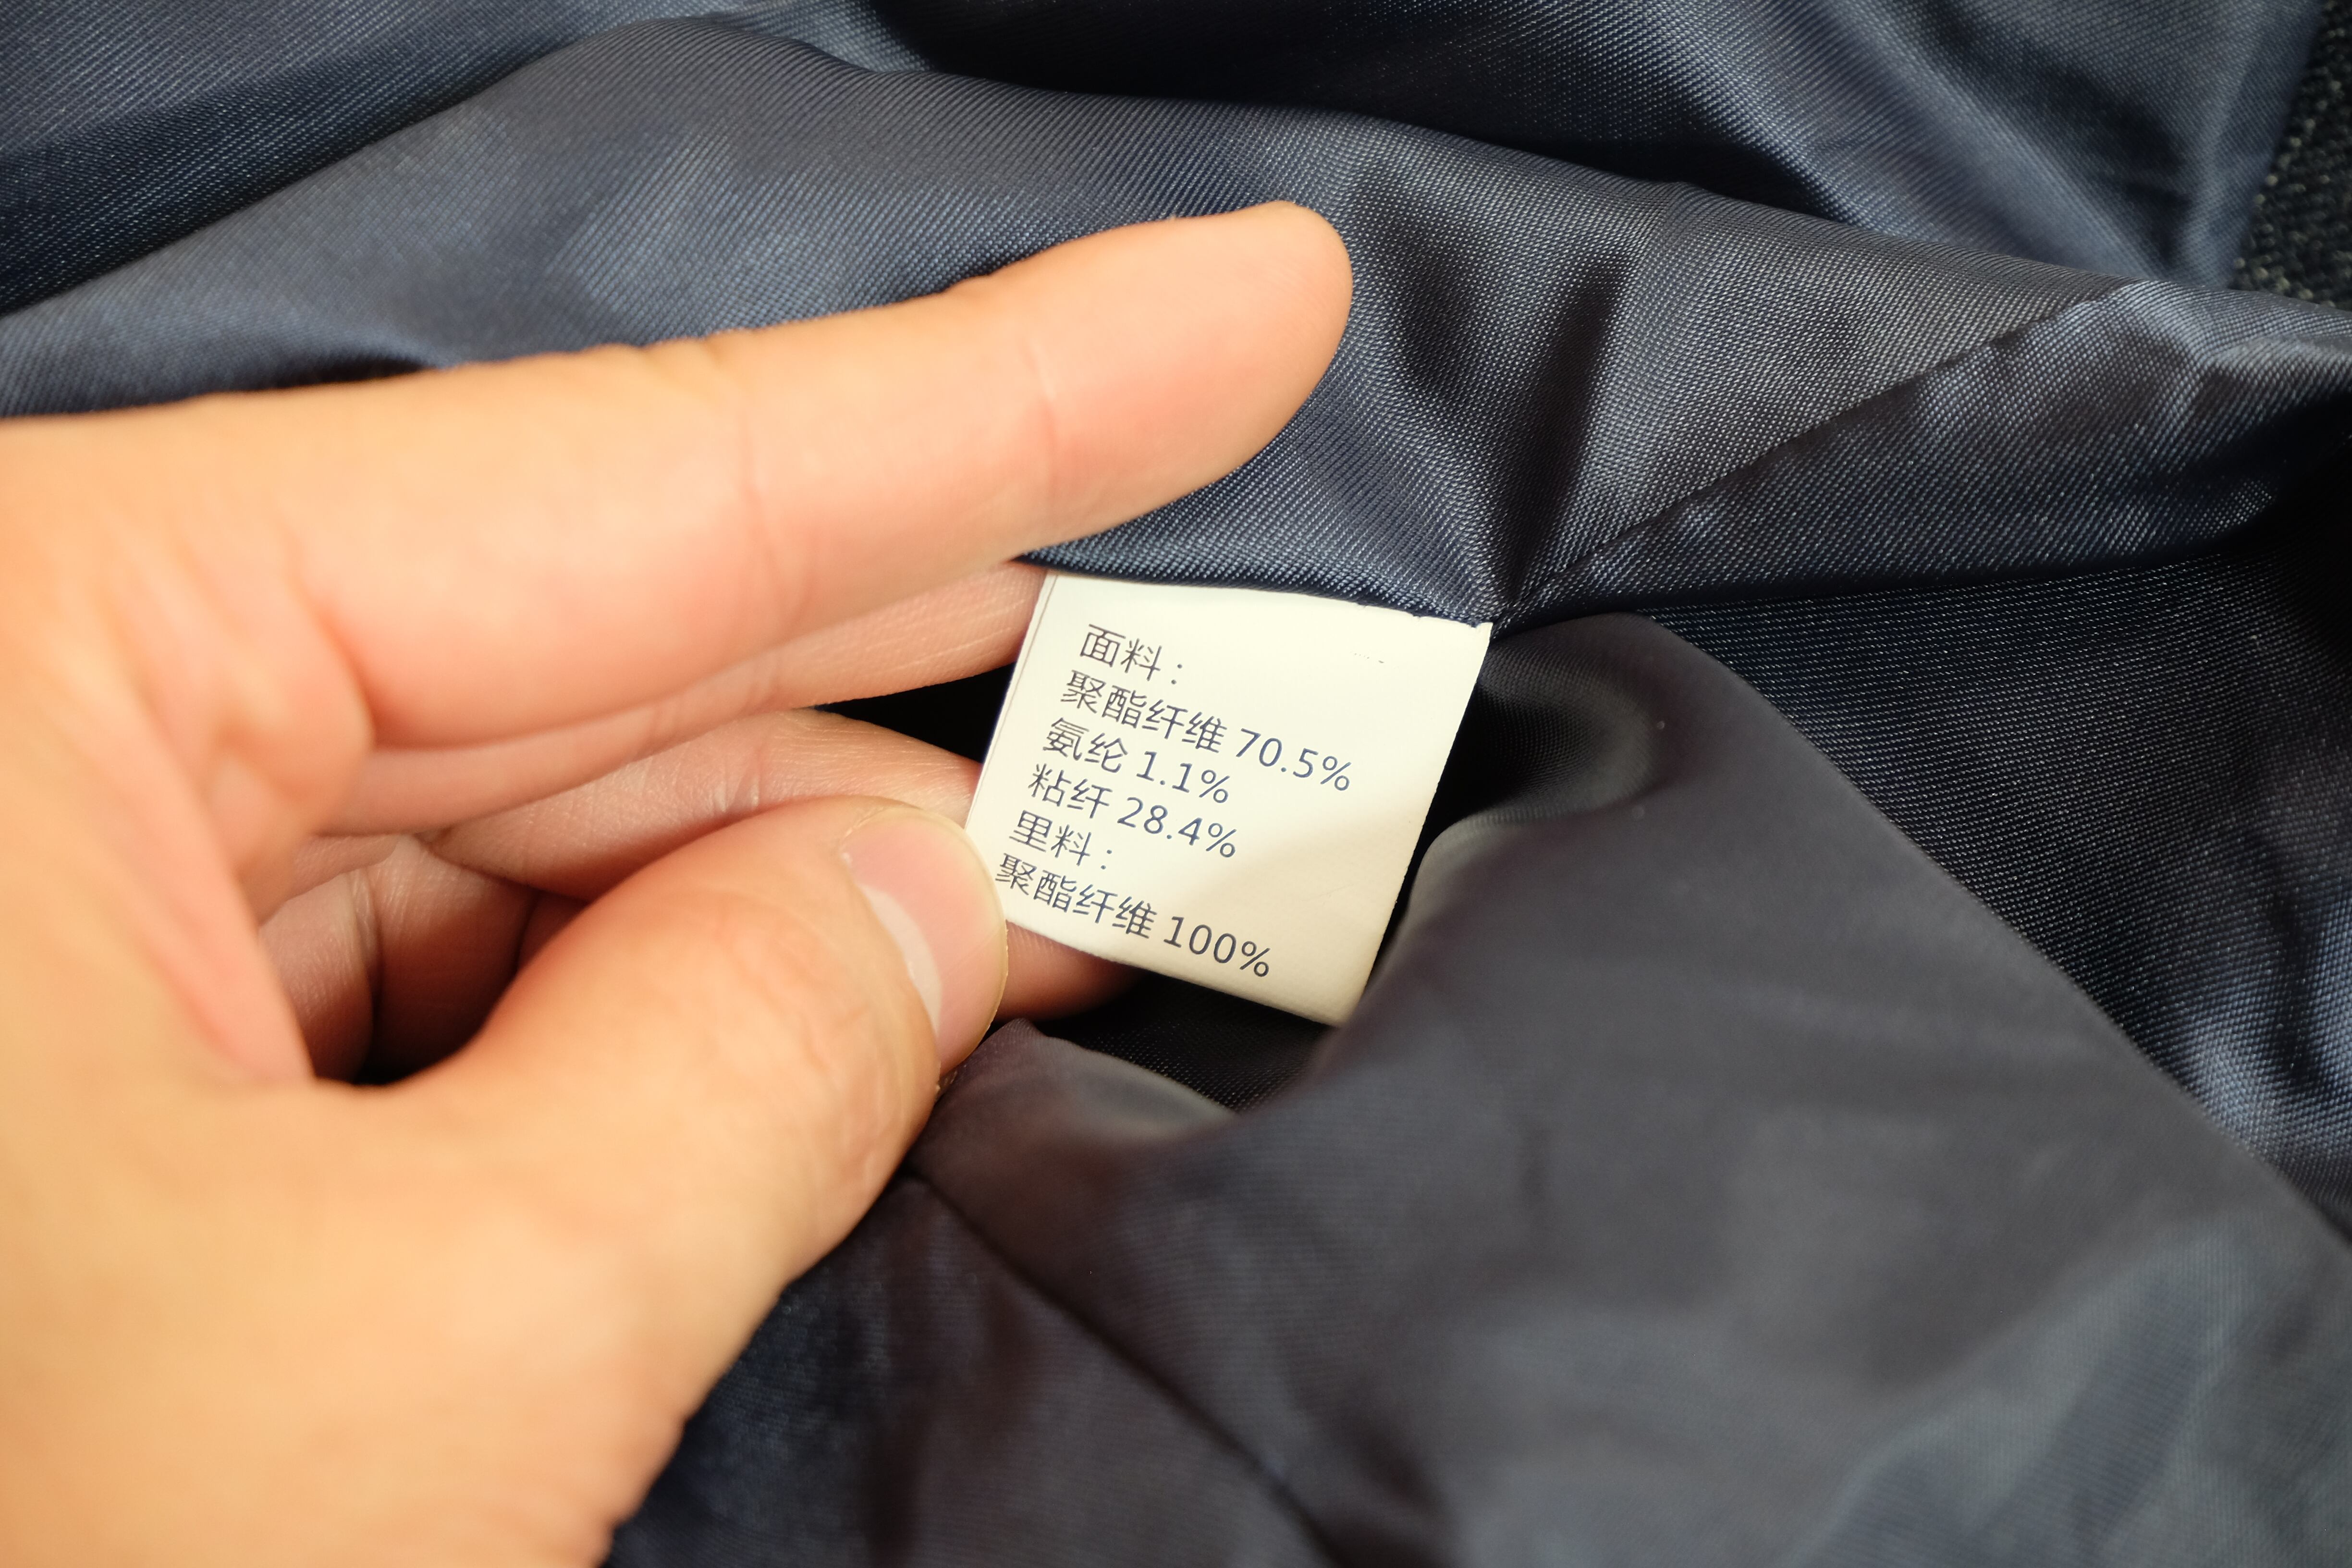 面料：
聚酯纤维 70.5%
氨纶 1.1%
粘纤 28.4%
里料：
聚酯纤维 100%